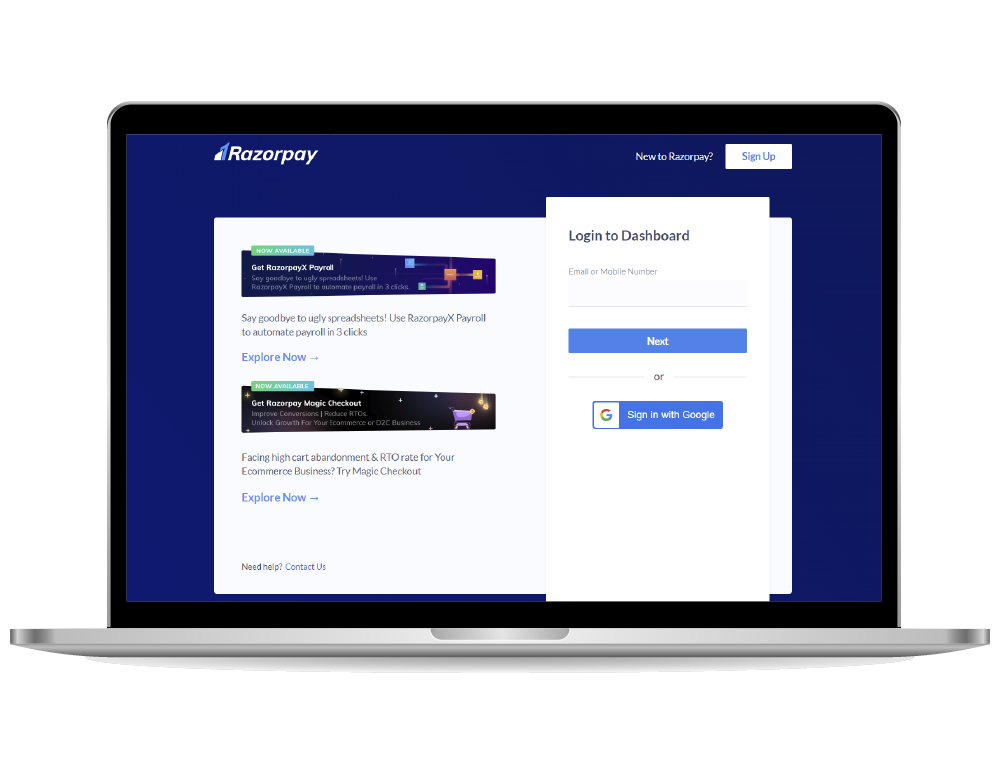 Razorpay
New to Razorpay?
Sign Up
NOW AVAILABLE
Get RazorpayX Payroll
Say goodbye to ugly spreadsheets! Use
RazorpayX Payroll to automate payroll in 3 clicks.
Say goodbye to ugly spreadsheets! Use RazorpayX Payroll
to automate payroll in 3 clicks
Explore Now →
NOW AVAILABLE
Get Razorpay Magic Checkout
Improve Conversions | Reduce RTOs.
Unlock Growth For Your Ecommerce or D2C Business
Facing high cart abandonment & RTO rate for Your
Ecommerce Business? Try Magic Checkout
Explore Now →
Need help? Contact Us
Login to Dashboard
Email or Mobile Number
Next
or
G
Sign in with Google